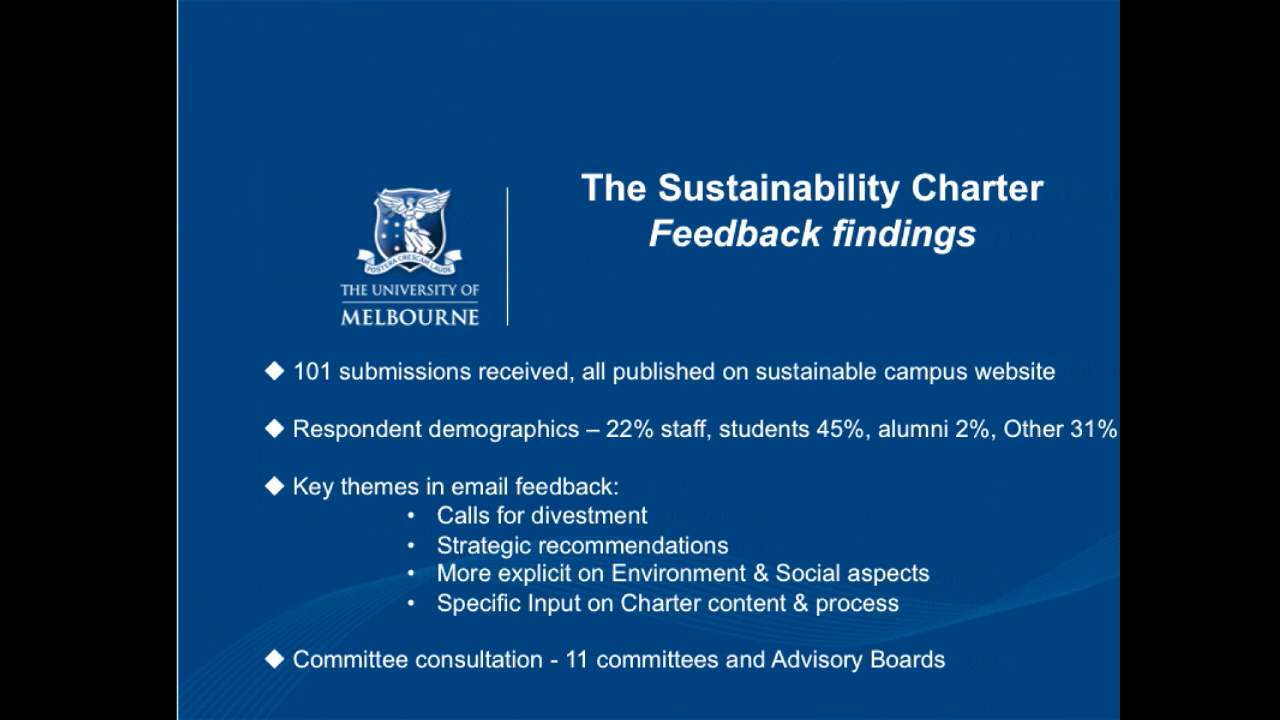 The Sustainability Charter
Feedback findings
POSTERA CRESCAM LAUDE
THE UNIVERSITY OF
MELBOURNE
◆ 101 submissions received, all published on sustainable campus website
◆ Respondent demographics – 22% staff, students 45%, alumni 2%, Other 31%
◆ Key themes in email feedback:
• Calls for divestment
• Strategic recommendations
• More explicit on Environment & Social aspects
• Specific Input on Charter content & process
◆ Committee consultation - 11 committees and Advisory Boards